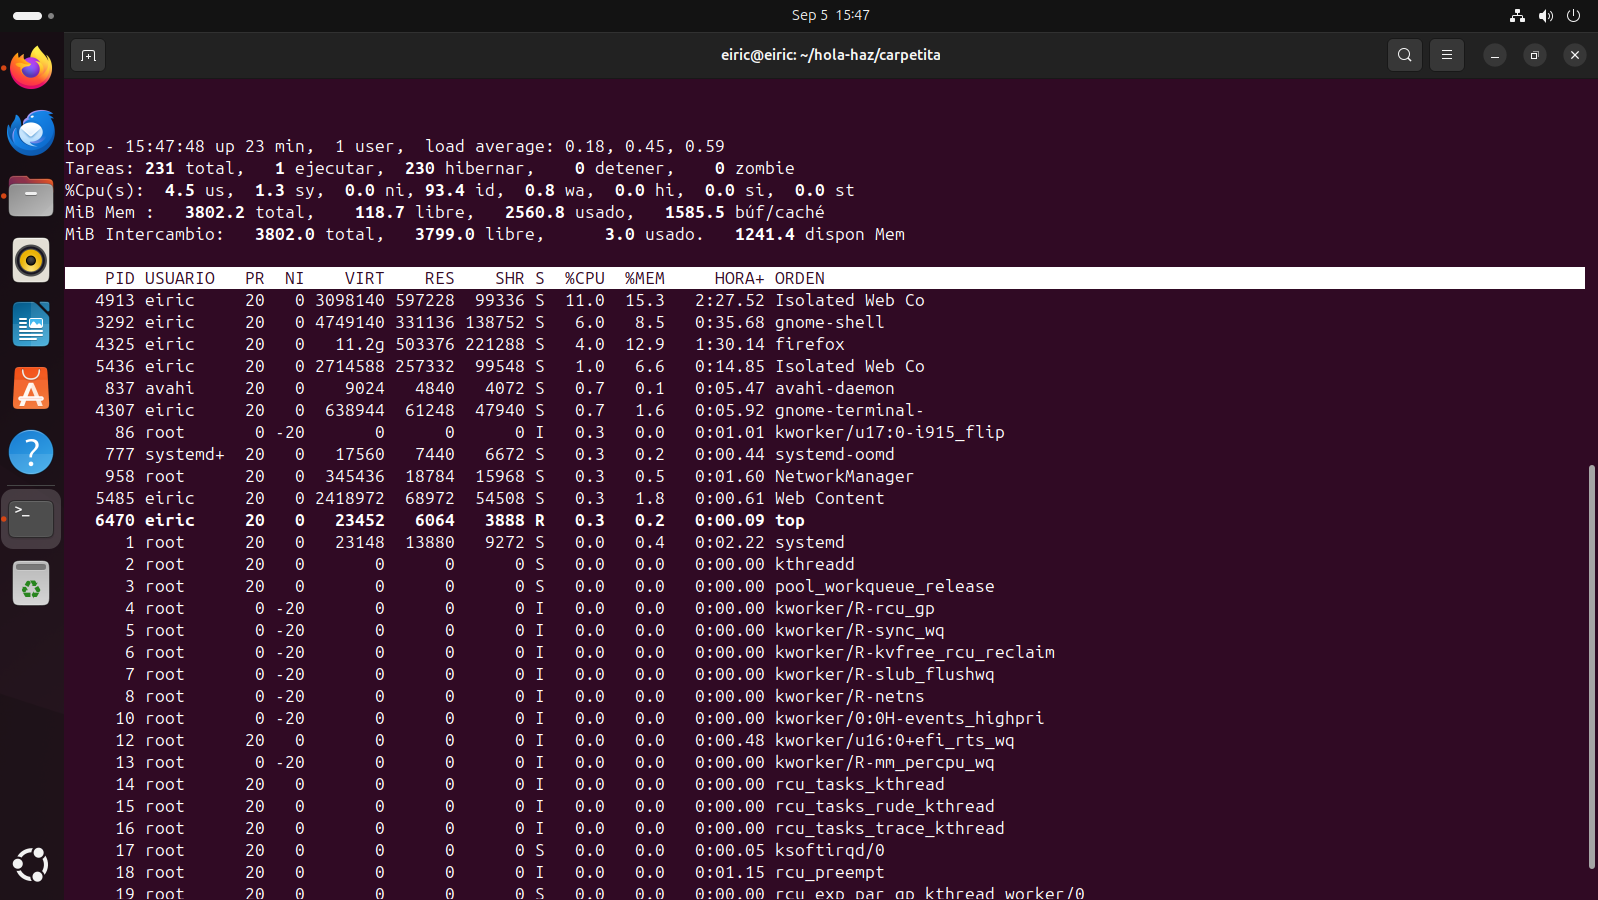 Sep 5 15:47
eiric@eiric: ~/hola-haz/carpetita
top - 15:47:48 up 23 min,  1 user,  load average: 0.18, 0.45, 0.59
Tareas: 231 total,   1 ejecutar,  230 hibernar,    0 detener,    0 zombie
%Cpu(s):  4.5 us,  1.3 sy,  0.0 ni, 93.4 id,  0.8 wa,  0.0 hi,  0.0 si,  0.0 st
MiB Mem :   3802.2 total,    118.7 libre,   2560.8 usado,   1585.5 búf/caché
MiB Intercambio:   3802.0 total,   3799.0 libre,      3.0 usado.   1241.4 dispon Mem
PID USUARIO   PR  NI    VIRT    RES    SHR S  %CPU  %MEM     HORA+ ORDEN
4913 eiric     20   0 3098140 597228  99336 S  11.0  15.3   2:27.52 Isolated Web Co
3292 eiric     20   0 4749140 331136 138752 S   6.0   8.5   0:35.68 gnome-shell
4325 eiric     20   0   11.2g 503376 221288 S   4.0  12.9   1:30.14 firefox
5436 eiric     20   0 2714588 257332  99548 S   1.0   6.6   0:14.85 Isolated Web Co
837 avahi     20   0    9024   4840   4072 S   0.7   0.1   0:05.47 avahi-daemon
4307 eiric     20   0  638944  61248  47940 S   0.7   1.6   0:05.92 gnome-terminal-
86 root       0 -20       0      0      0 I   0.3   0.0   0:01.01 kworker/u17:0-i915_flip
777 systemd+  20   0   17560   7440   6672 S   0.3   0.2   0:00.44 systemd-oomd
958 root      20   0  345436  18784  15968 S   0.3   0.5   0:01.60 NetworkManager
5485 eiric     20   0 2418972  68972  54508 S   0.3   1.8   0:00.61 Web Content
6470 eiric     20   0   23452   6064   3888 R   0.3   0.2   0:00.09 top
1 root      20   0   23148  13880   9272 S   0.0   0.4   0:02.22 systemd
2 root      20   0       0      0      0 S   0.0   0.0   0:00.00 kthreadd
3 root      20   0       0      0      0 S   0.0   0.0   0:00.00 pool_workqueue_release
4 root       0 -20       0      0      0 I   0.0   0.0   0:00.00 kworker/R-rcu_gp
5 root       0 -20       0      0      0 I   0.0   0.0   0:00.00 kworker/R-sync_wq
6 root       0 -20       0      0      0 I   0.0   0.0   0:00.00 kworker/R-kvfree_rcu_reclaim
7 root       0 -20       0      0      0 I   0.0   0.0   0:00.00 kworker/R-slub_flushwq
8 root       0 -20       0      0      0 I   0.0   0.0   0:00.00 kworker/R-netns
10 root       0 -20       0      0      0 I   0.0   0.0   0:00.00 kworker/0:0H-events_highpri
12 root      20   0       0      0      0 I   0.0   0.0   0:00.48 kworker/u16:0+efi_rts_wq
13 root       0 -20       0      0      0 I   0.0   0.0   0:00.00 kworker/R-mm_percpu_wq
14 root      20   0       0      0      0 I   0.0   0.0   0:00.00 rcu_tasks_kthread
15 root      20   0       0      0      0 I   0.0   0.0   0:00.00 rcu_tasks_rude_kthread
16 root      20   0       0      0      0 I   0.0   0.0   0:00.00 rcu_tasks_trace_kthread
17 root      20   0       0      0      0 S   0.0   0.0   0:00.05 ksoftirqd/0
18 root      20   0       0      0      0 I   0.0   0.0   0:01.15 rcu_preempt
19 root      20   0       0      0      0 S   0.0   0.0   0:00.00 rcu_exp_par_gp_kthread_worker/0